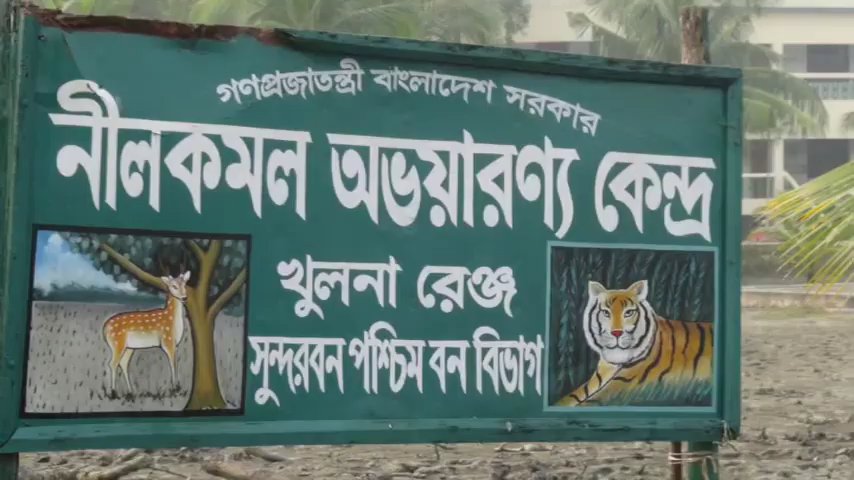 গণপ্রজাতন্ত্রী বাংলাদেশ সরকার
নীলকমল অভয়ারণ্য কেন্দ্র
খুলনা রেঞ্জ
সুন্দরবন পশ্চিম বন বিভাগ